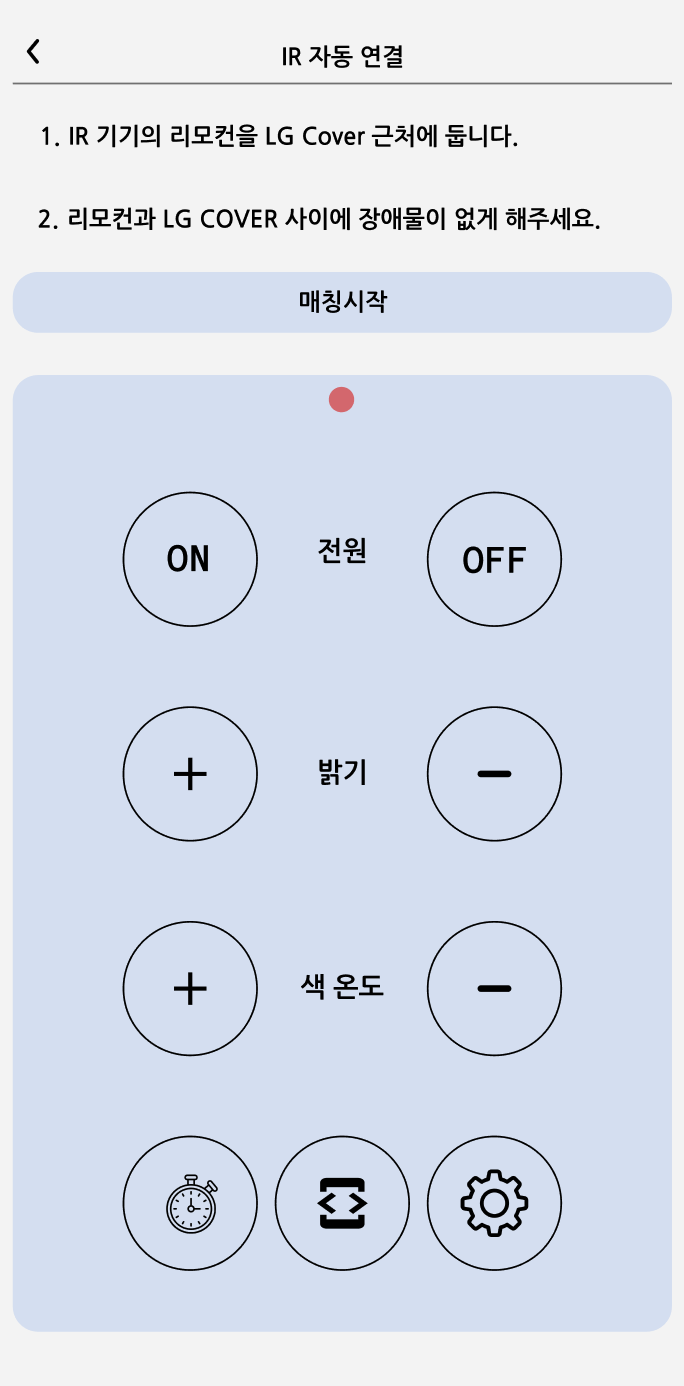 IR 자동 연결
1. IR 기기의 리모컨을 LG Cover 근처에 둡니다.
2. 리모컨과 LG COVER 사이에 장애물이 없게 해주세요.
매칭시작
ON 전원 OFF
+ 밝기 -
+ 색 온도 -